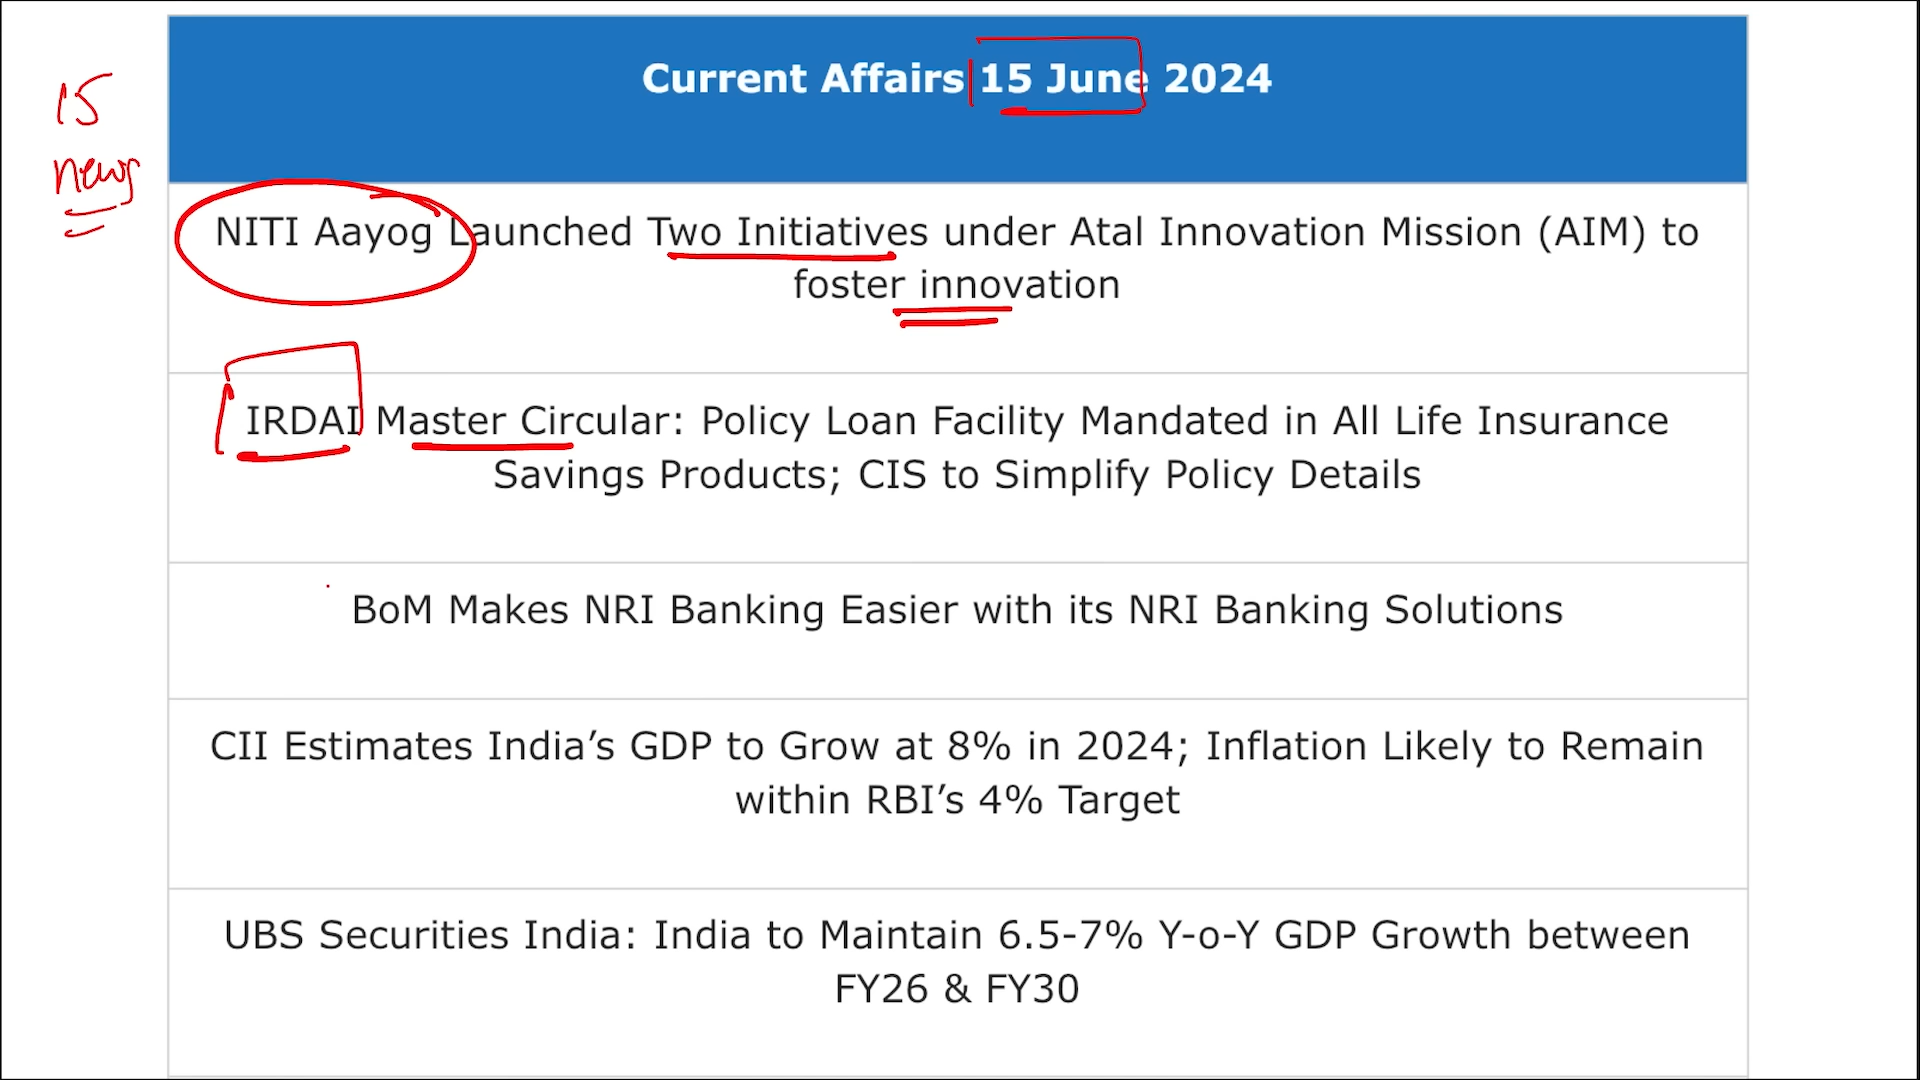 15
news
Current Affairs 15 June 2024
NITI Aayog Launched Two Initiatives under Atal Innovation Mission (AIM) to
foster innovation
IRDAI Master Circular: Policy Loan Facility Mandated in All Life Insurance
Savings Products; CIS to Simplify Policy Details
BoM Makes NRI Banking Easier with its NRI Banking Solutions
CII Estimates India’s GDP to Grow at 8% in 2024; Inflation Likely to Remain
within RBI’s 4% Target
UBS Securities India: India to Maintain 6.5-7% Y-o-Y GDP Growth between
FY26 & FY30